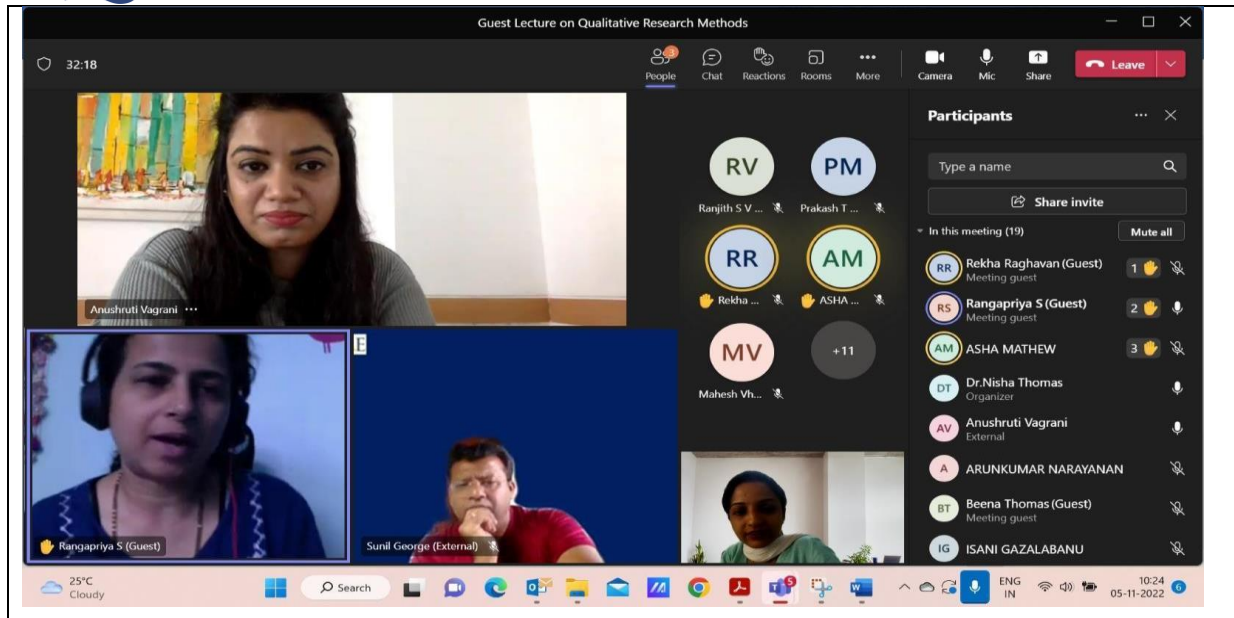 Guest Lecture on Qualitative Research Methods
32:18
3
People Chat Reactions Rooms More Camera Mic Share Leave
Anushruti Vagrani ...
E
Rangapriya S (Guest)
Sunil George (External)
RV PM
Ranjith S V ... Prakash T ...
RR AM
Rekha ... ASHA ...
MV +11
Mahesh Vh...
Participants
Type a name
Share invite
In this meeting (19) Mute all
RR Rekha Raghavan (Guest) 1
Meeting guest
RS Rangapriya S (Guest) 2
Meeting guest
AM ASHA MATHEW 3
DT Dr.Nisha Thomas
Organizer
AV Anushruti Vagrani
External
A ARUNKUMAR NARAYANAN
BT Beena Thomas (Guest)
Meeting guest
IG ISANI GAZALABANU
25°C
Cloudy
Search
5
ENG
IN
10:24
05-11-2022
6